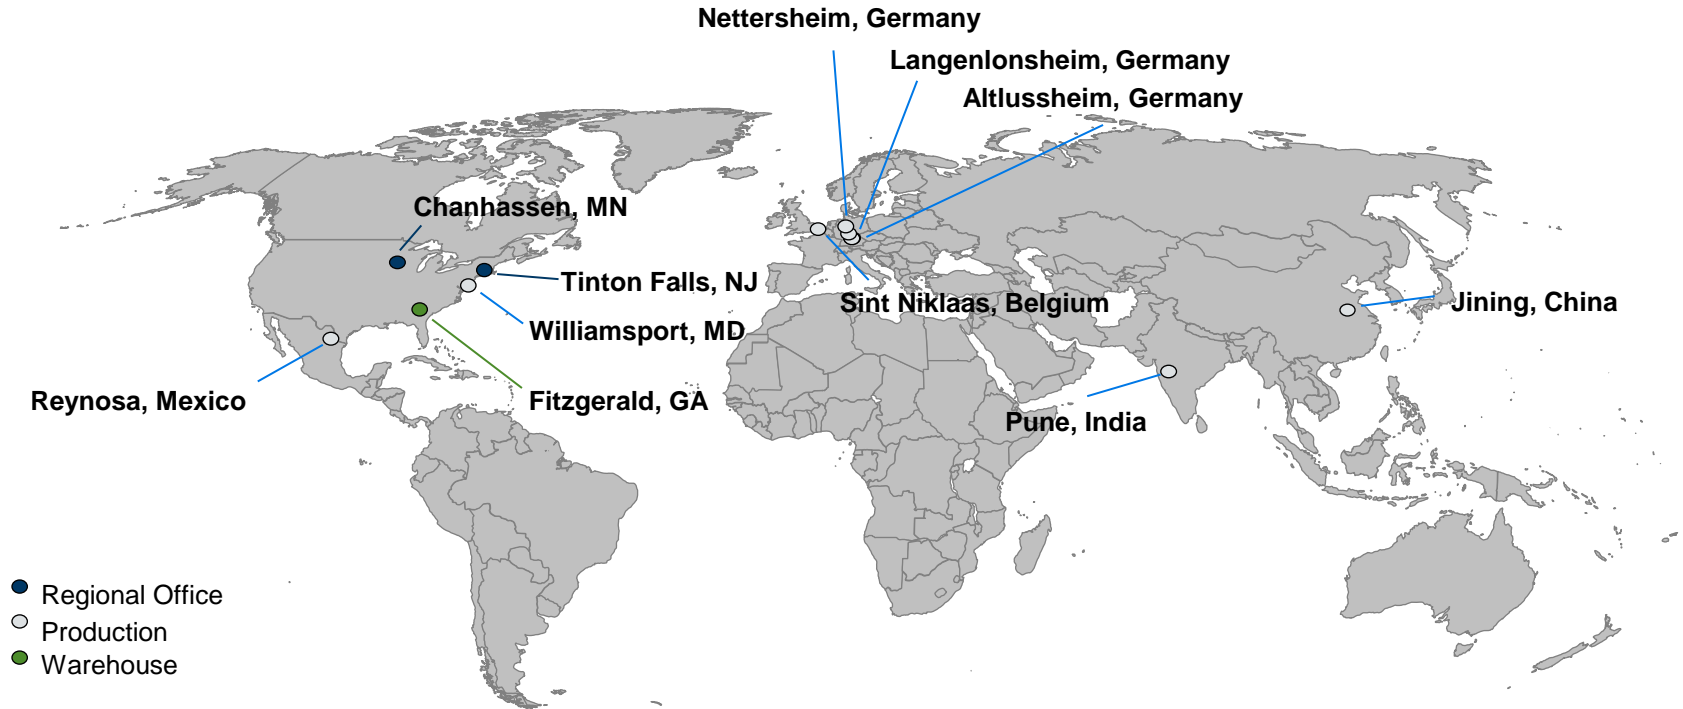 Nettersheim, Germany
Langenlonsheim, Germany
Altlussheim, Germany
Chanhassen, MN
Tinton Falls, NJ
Sint Niklaas, Belgium
Jining, China
Williamsport, MD
Reynosa, Mexico
Fitzgerald, GA
Pune, India
Regional Office
Production
Warehouse